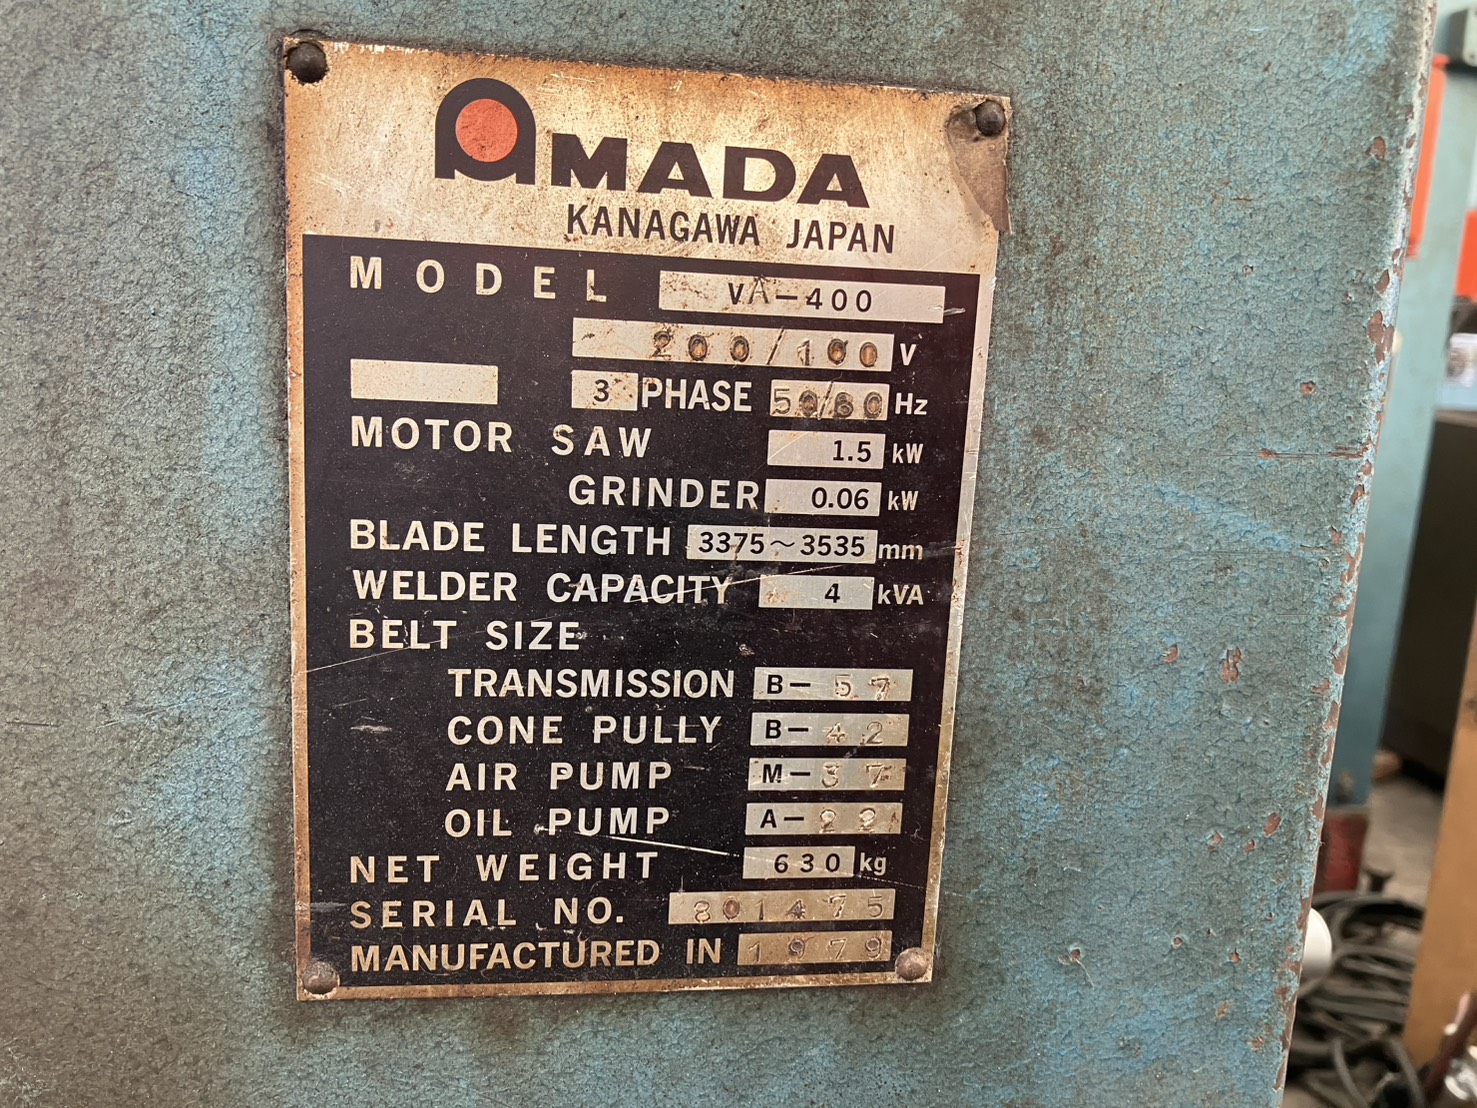 AMADA
KANAGAWA JAPAN
MODEL VA-400
200/100 V
3 PHASE 50/60 Hz
MOTOR SAW 1.5 kW
GRINDER 0.06 kW
BLADE LENGTH 3375~3535 mm
WELDER CAPACITY 4 kVA
BELT SIZE
TRANSMISSION B-57
CONE PULLY B-42
AIR PUMP M-37
OIL PUMP A-22
NET WEIGHT 630 kg
SERIAL NO. 801475
MANUFACTURED IN 1979